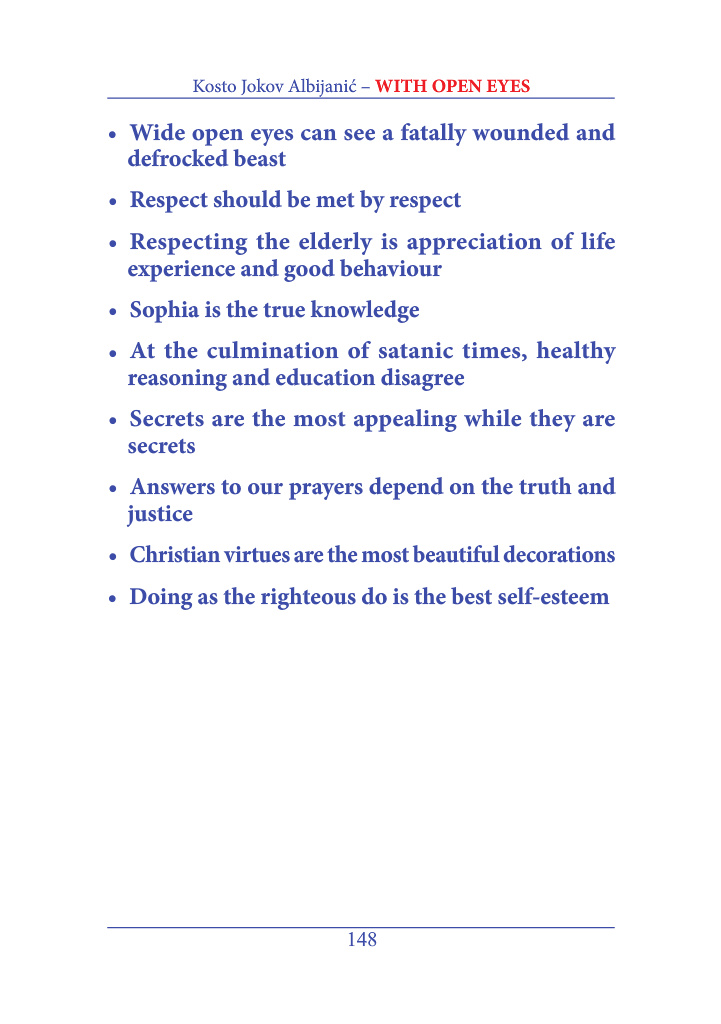 Kosto Jokov Albijanić – WITH OPEN EYES
• Wide open eyes can see a fatally wounded and
defrocked beast
• Respect should be met by respect
• Respecting the elderly is appreciation of life
experience and good behaviour
• Sophia is the true knowledge
• At the culmination of satanic times, healthy
reasoning and education disagree
• Secrets are the most appealing while they are
secrets
• Answers to our prayers depend on the truth and
justice
• Christian virtues are the most beautiful decorations
• Doing as the righteous do is the best self-esteem
148